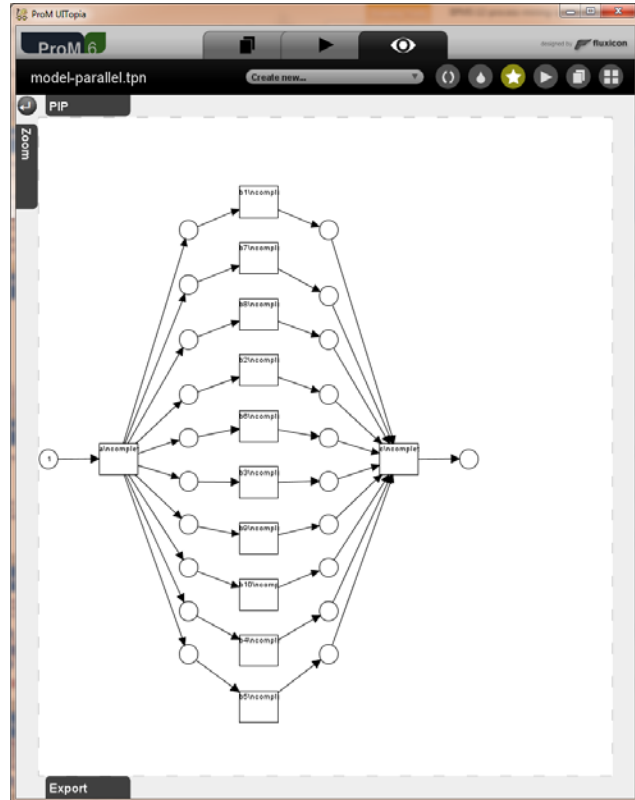 ProM UITopia
ProM 6
designed by fluxicon
model-parallel.tpn
Create new...
PIP
Zoom
b1\ncompl
b7\ncompl
b8\ncompl
b2\ncompl
b6\ncompl
1
a\ncomplet
c\ncomplet
b3\ncompl
b9\ncompl
b10\ncomp
b4\ncompl
b5\ncompl
Export